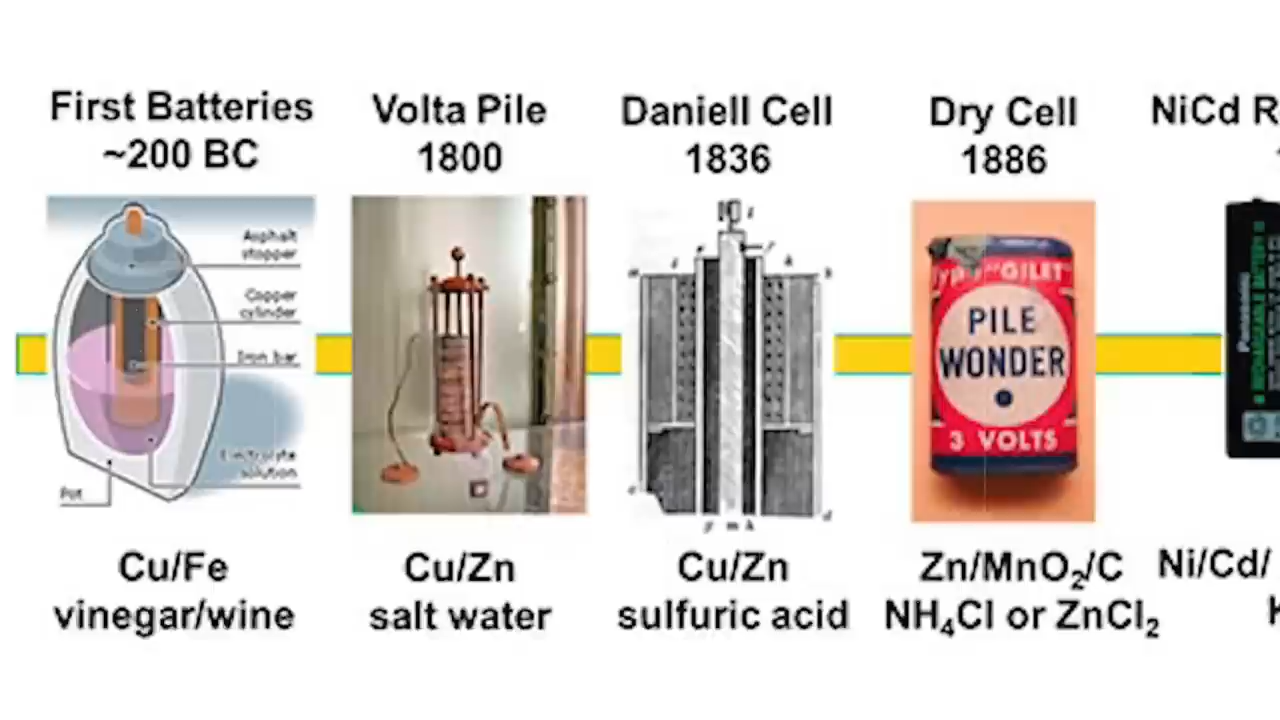 First Batteries
~200 BC
Asphalt
stopper
Copper
cylinder
Iron bar
Electrolyte
solution
Pot
Cu/Fe
vinegar/wine
Volta Pile
1800
Cu/Zn
salt water
Daniell Cell
1836
Cu/Zn
sulfuric acid
Dry Cell
1886
"GILET"
PILE
WONDER
3 VOLTS
Zn/MnO₂/C
NH₄Cl or ZnCl₂
NiCd R
Panasonic
Ni/Cd/